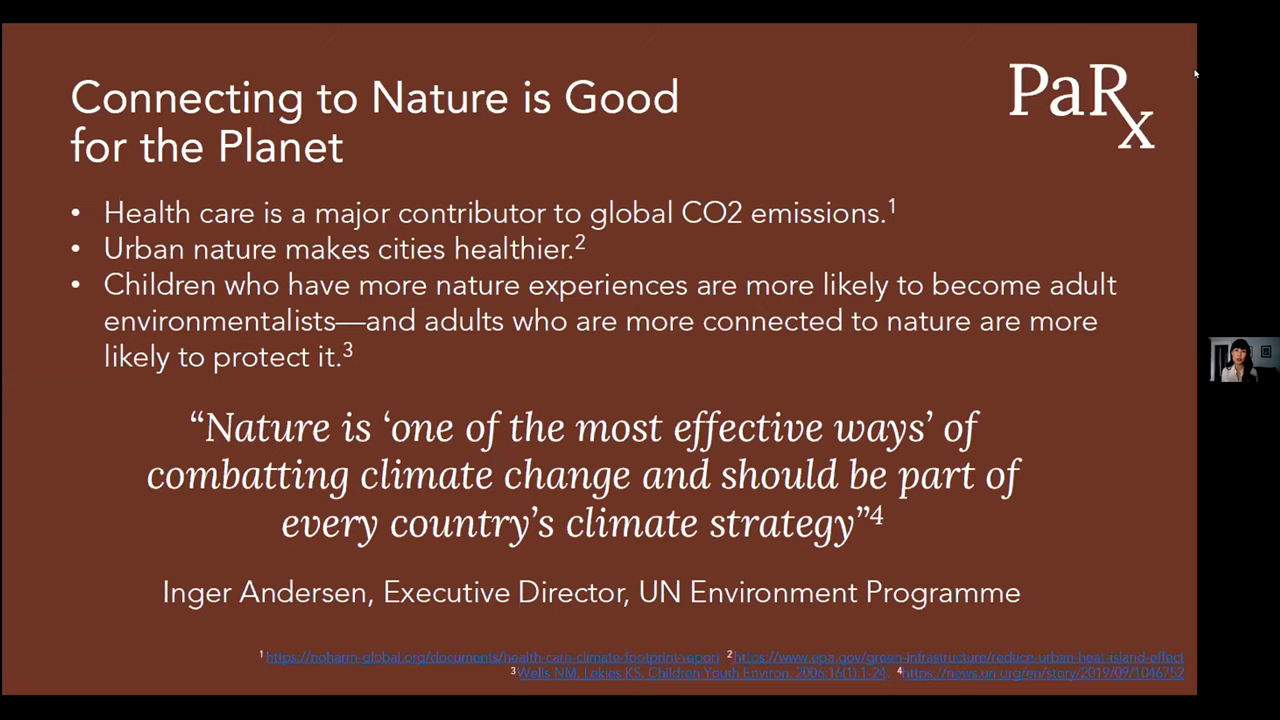 Connecting to Nature is Good
for the Planet
PaRx
• Health care is a major contributor to global CO2 emissions.1
• Urban nature makes cities healthier.2
• Children who have more nature experiences are more likely to become adult
environmentalists—and adults who are more connected to nature are more
likely to protect it.3
“Nature is ‘one of the most effective ways’ of
combatting climate change and should be part of
every country’s climate strategy”4
Inger Andersen, Executive Director, UN Environment Programme
1 https://noharm-global.org/documents/health-care-climate-footprint-report 2 https://www.epa.gov/green-infrastructure/reduce-urban-heat-island-effect
3 Wells NM, Lekies KS. Children Youth Environ. 2006;16(1):1-24. 4 https://news.un.org/en/story/2019/09/1046752